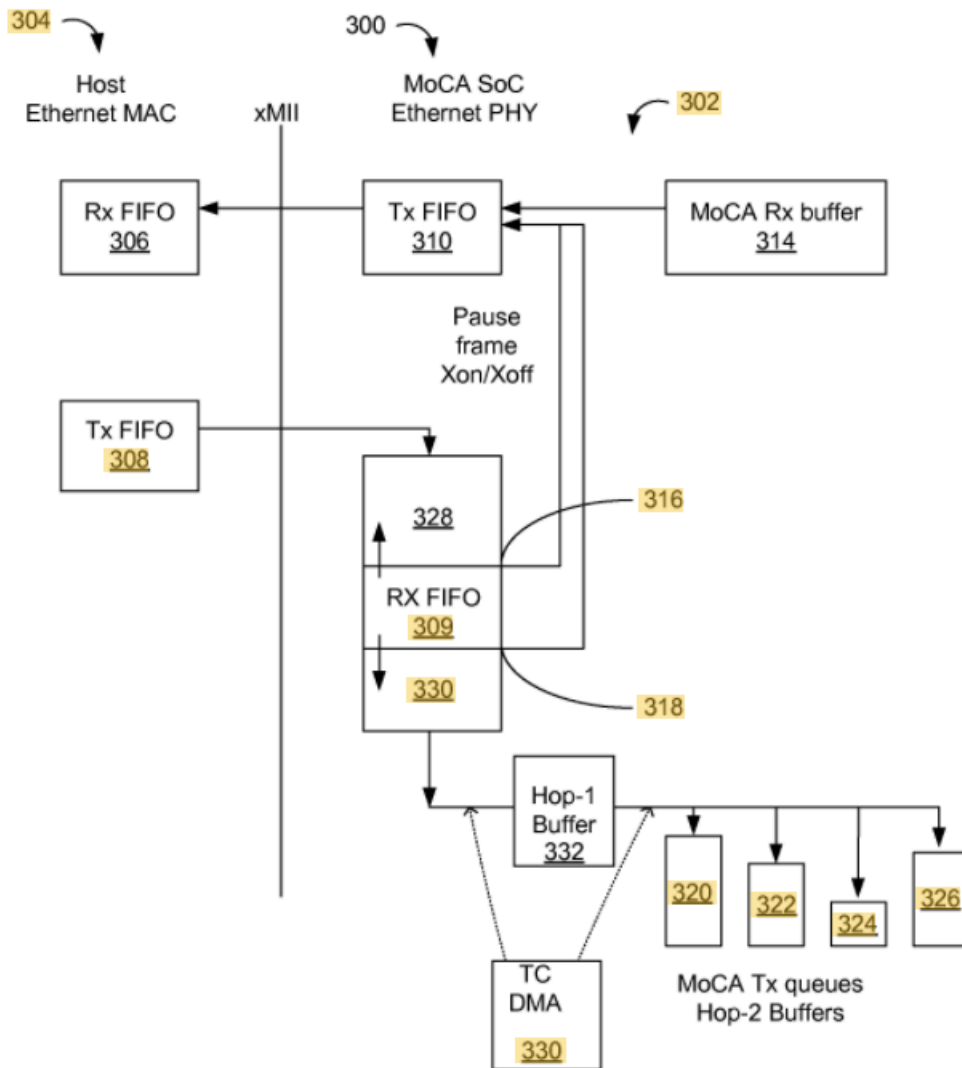 304
300
Host
Ethernet MAC
xMII
MoCA SoC
Ethernet PHY
302
Rx FIFO
306
Tx FIFO
310
MoCA Rx buffer
314
Pause
frame
Xon/Xoff
Tx FIFO
308
328
316
RX FIFO
309
330
318
Hop-1
Buffer
332
320
322
324
326
TC
DMA
330
MoCA Tx queues
Hop-2 Buffers